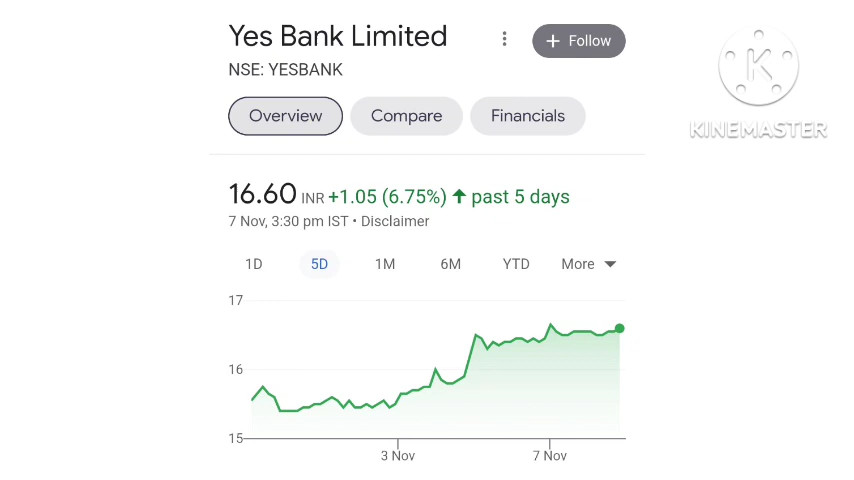 Yes Bank Limited
+ Follow
NSE: YESBANK
K
KINEMASTER
Overview
Compare
Financials
16.60 INR +1.05 (6.75%) ↑ past 5 days
7 Nov, 3:30 pm IST • Disclaimer
1D 5D 1M 6M YTD More
17
16
15
3 Nov 7 Nov